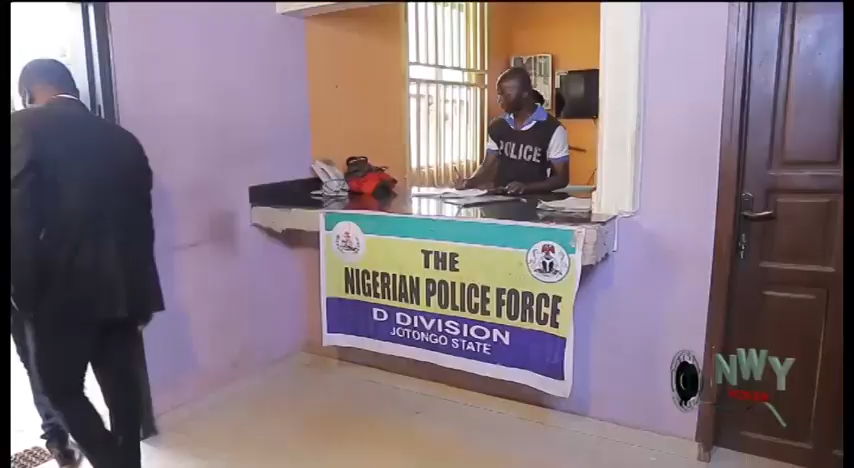 POLICE
THE
NIGERIAN POLICE FORCE
D DIVISION
JOTONGO STATE
NWY